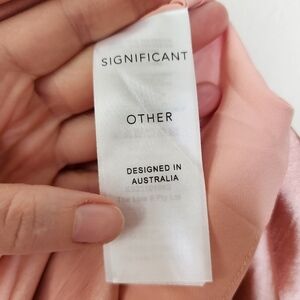 SIGNIFICANT
OTHER
DESIGNED IN
AUSTRALIA